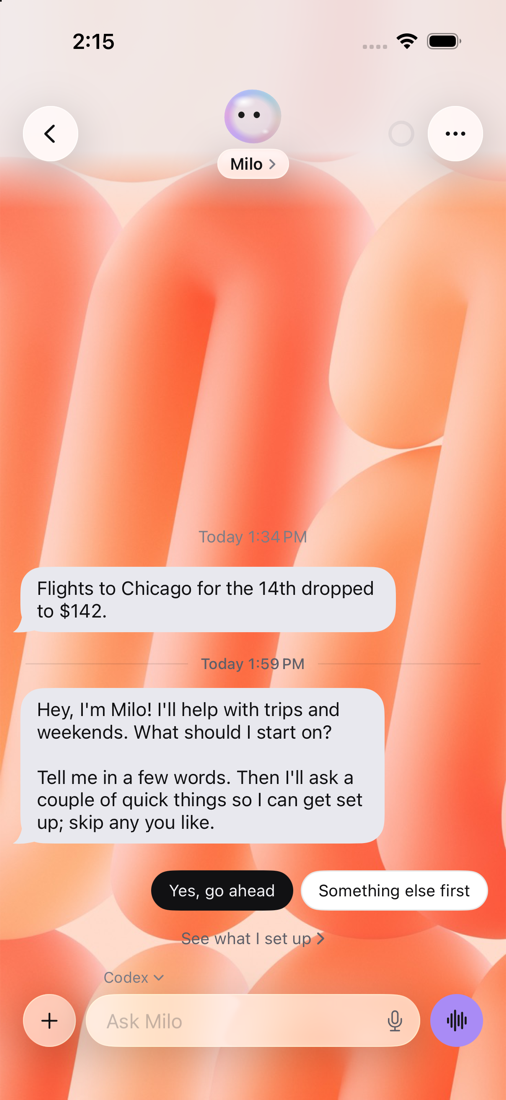 2:15
Milo
Today 1:34 PM
Flights to Chicago for the 14th dropped
to $142.
Today 1:59 PM
Hey, I'm Milo! I'll help with trips and
weekends. What should I start on?
Tell me in a few words. Then I'll ask a
couple of quick things so I can get set
up; skip any you like.
Yes, go ahead
Something else first
See what I set up
Codex
Ask Milo